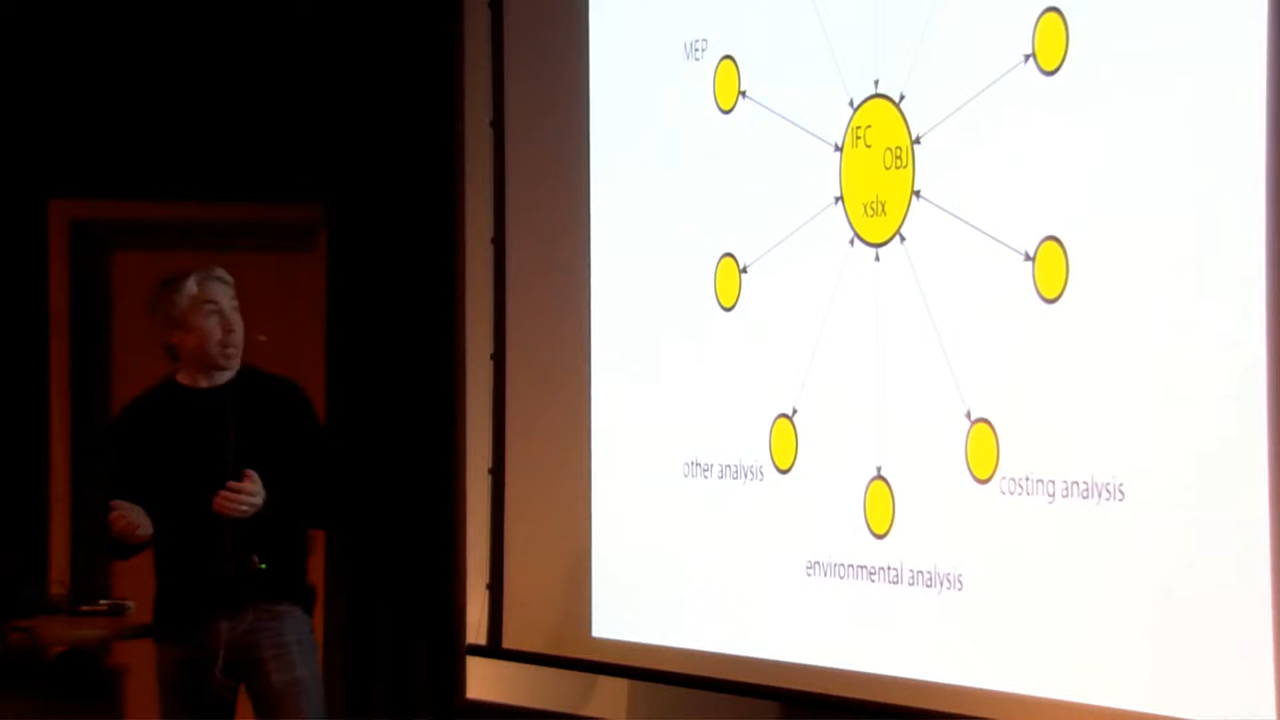 MEP
IFC
OBJ
xslx
other analysis
costing analysis
environmental analysis